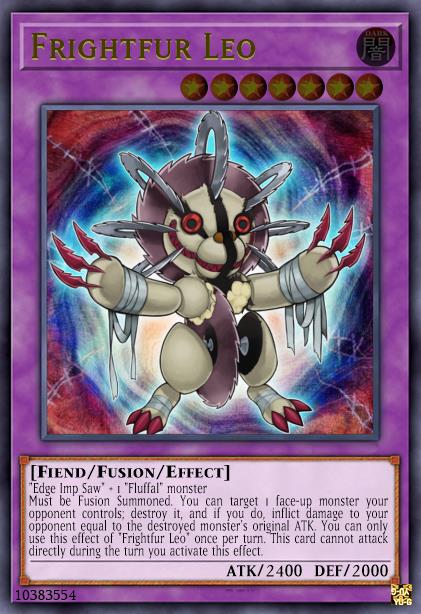 Frightfur Leo
DARK
闇
[Fiend/Fusion/Effect]
"Edge Imp Saw" + 1 "Fluffal" monster
Must be Fusion Summoned. You can target 1 face-up monster your
opponent controls; destroy it, and if you do, inflict damage to your
opponent equal to the destroyed monster's original ATK. You can only
use this effect of "Frightfur Leo" once per turn. This card cannot attack
directly during the turn you activate this effect.
ATK/2400 DEF/2000
10383554